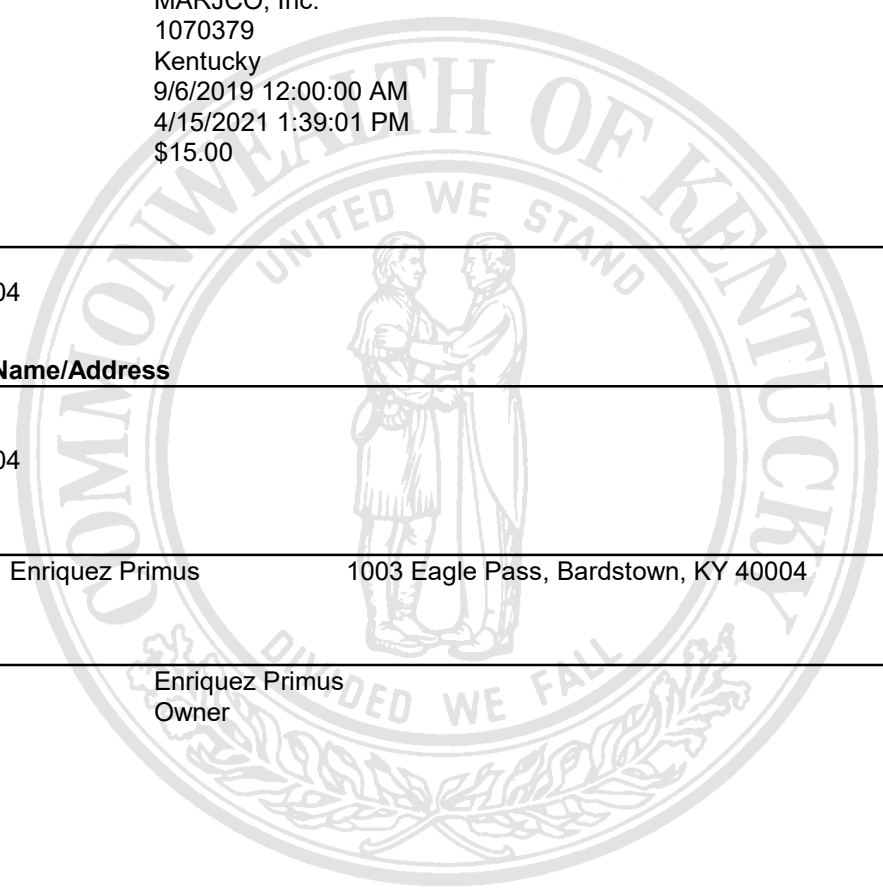 MARJCO, Inc.
1070379
Kentucky
9/6/2019 12:00:00 AM
4/15/2021 1:39:01 PM
$15.00
COMMONWEALTH OF KENTUCKY
UNITED WE STAND
04
Name/Address
04
Enriquez Primus 1003 Eagle Pass, Bardstown, KY 40004
Enriquez Primus
Owner
DIVIDED WE FALL